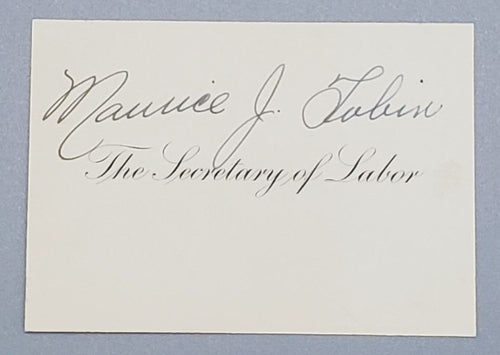 Maurice J. Tobin
The Secretary of Labor